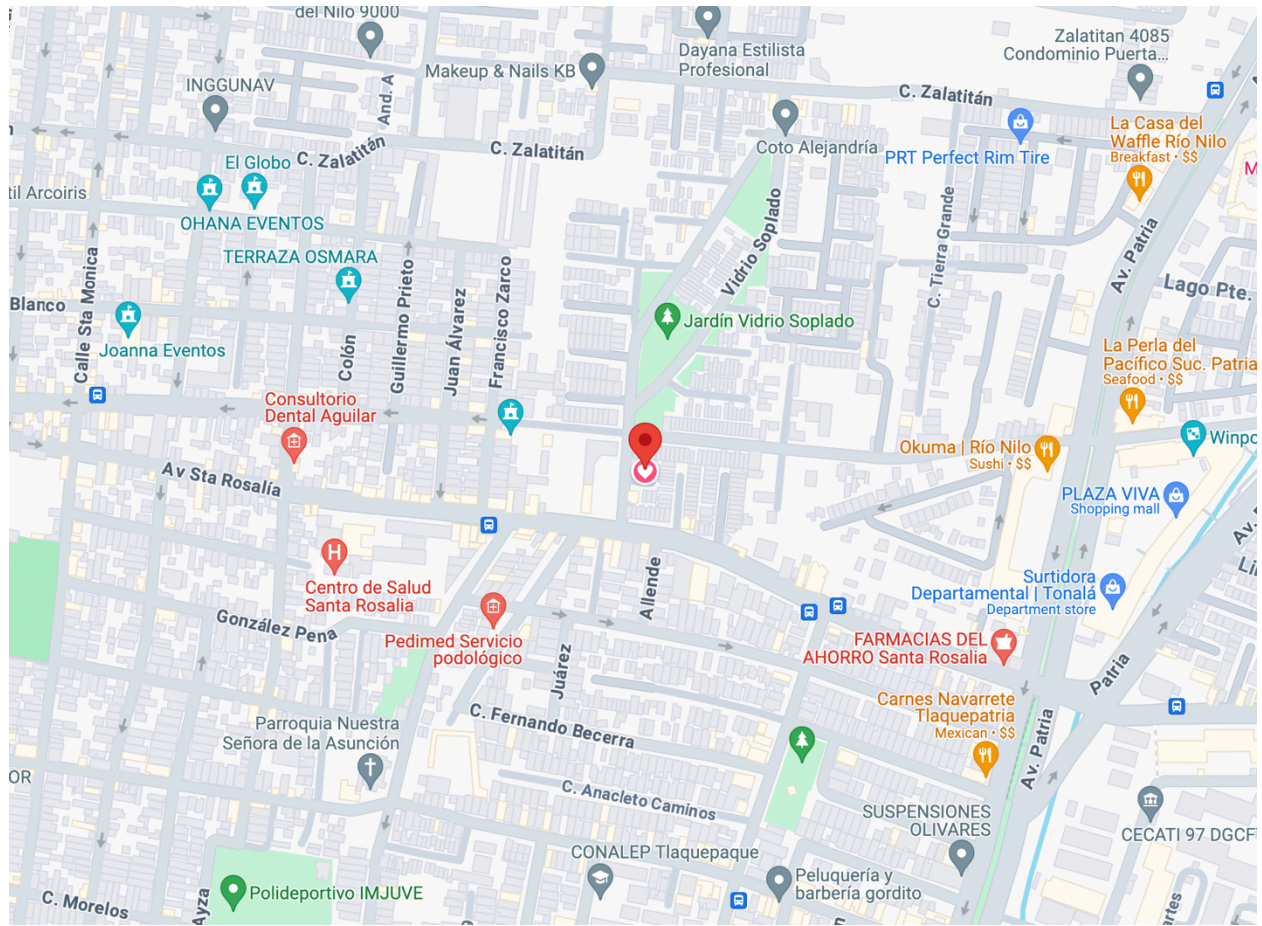 del Nilo 9000
Zalatitan 4085
Condominio Puerta...
Dayana Estilista
Profesional
Makeup & Nails KB
INGGUNAV
And. A
C. Zalatitán
La Casa del
Waffle Río Nilo
Breakfast • $$
PRT Perfect Rim Tire
Coto Alejandría
C. Zalatitán
C. Zalatitán
El Globo
til Arcoiris
OHANA EVENTOS
M
TERRAZA OSMARA
Vidrio Soplado
C. Tierra Grande
Av. Patria
Calle Sta Monica
Guillermo Prieto
Juan Álvarez
Francisco Zarco
Colón
Blanco
Lago Pte.
Jardín Vidrio Soplado
Joanna Eventos
La Perla del
Pacífico Suc. Patria
Seafood • $$
Consultorio
Dental Aguilar
Okuma | Río Nilo
Sushi • $$
Winpo
Av Sta Rosalía
PLAZA VIVA
Shopping mall
Av.
Li
H
Centro de Salud
Santa Rosalia
Allende
Surtidora
Departamental | Tonalá
Department store
González Pena
Pedimed Servicio
podológico
FARMACIAS DEL
AHORRO Santa Rosalia
Juárez
Patria
Carnes Navarrete
Tlaquepatria
Mexican • $$
C. Fernando Becerra
Parroquia Nuestra
Señora de la Asunción
Av. Patria
OR
C. Anacleto Caminos
SUSPENSIONES
OLIVARES
CECATI 97 DGCF
CONALEP Tlaquepaque
Peluquería y
barbería gordito
Polideportivo IMJUVE
C. Morelos
Ayza
artes